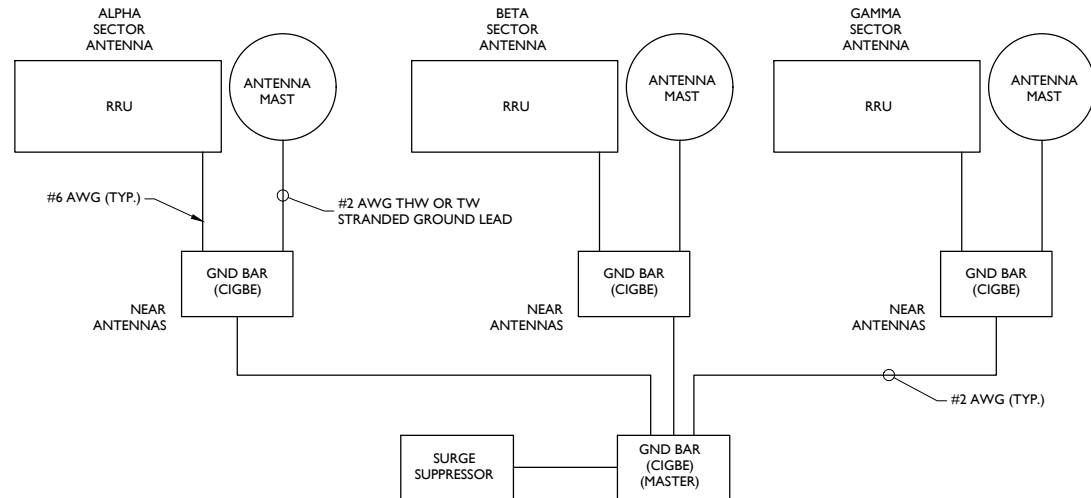 ALPHA
SECTOR
ANTENNA
BETA
SECTOR
ANTENNA
GAMMA
SECTOR
ANTENNA
RRU
ANTENNA
MAST
RRU
ANTENNA
MAST
RRU
ANTENNA
MAST
#6 AWG (TYP.)
#2 AWG THW OR TW
STRANDED GROUND LEAD
GND BAR
(CIGBE)
GND BAR
(CIGBE)
GND BAR
(CIGBE)
NEAR
ANTENNAS
NEAR
ANTENNAS
NEAR
ANTENNAS
#2 AWG (TYP.)
SURGE
SUPPRESSOR
GND BAR
(CIGBE)
(MASTER)